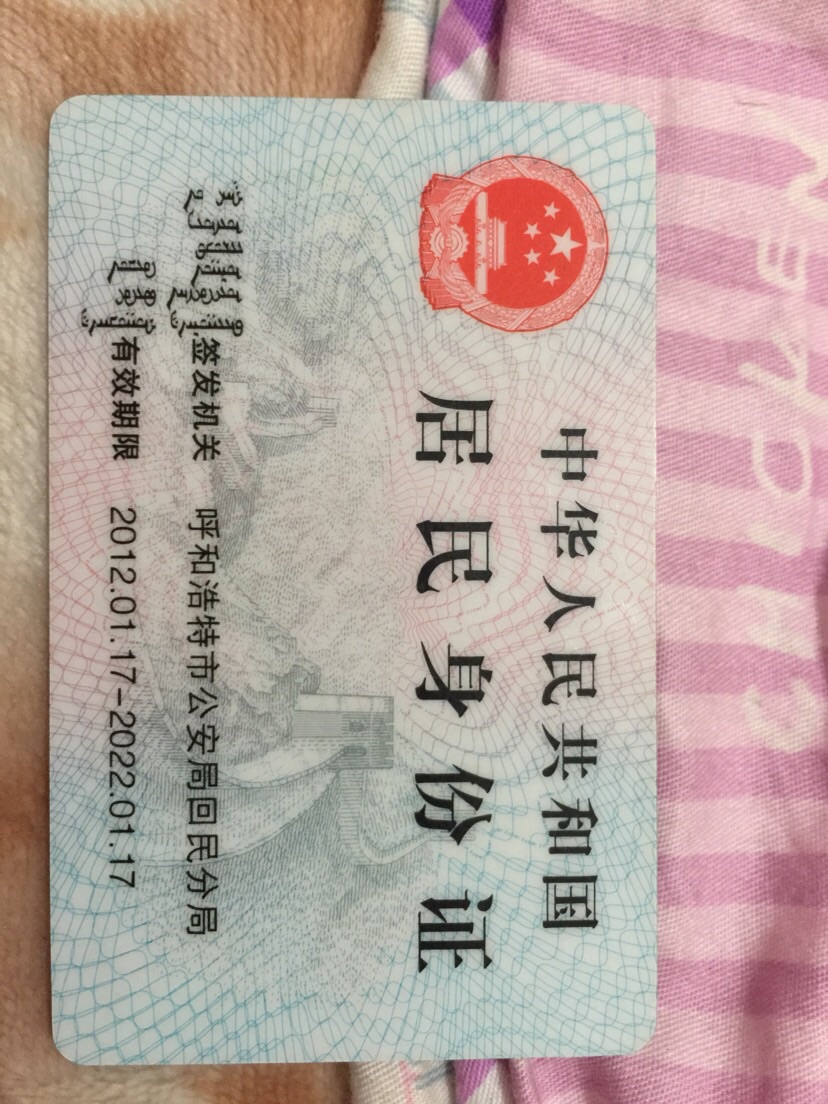 中华人民共和国
居民身份证
签发机关 呼和浩特市公安局回民分局
有效期限 2012.01.17-2022.01.17